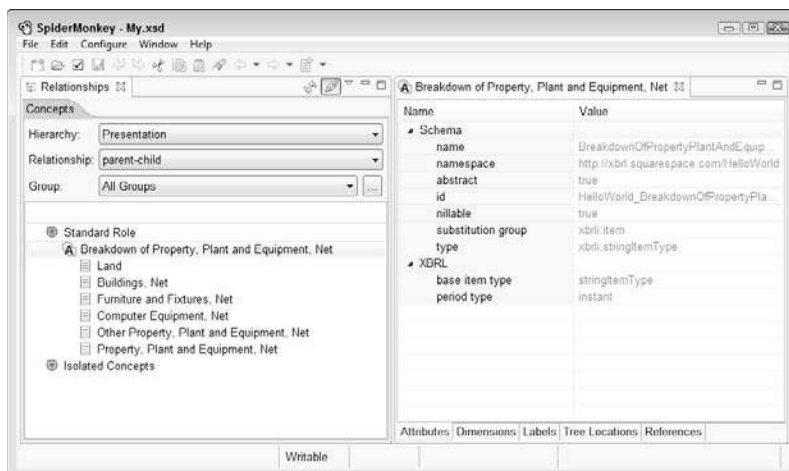 SpiderMonkey - My.xsd
File Edit Configure Window Help
Relationships
Concepts
Hierarchy: Presentation
Relationship: parent-child
Group: All Groups ...
Standard Role
A Breakdown of Property, Plant and Equipment, Net
Land
Buildings, Net
Furniture and Fixtures, Net
Computer Equipment, Net
Other Property, Plant and Equipment, Net
Property, Plant and Equipment, Net
Isolated Concepts
A Breakdown of Property, Plant and Equipment, Net
Name Value
Schema
name BreakdownOfPropertyPlantAndEquip...
namespace http://xbrl.squarespace.com/HelloWorld
abstract true
id HelloWorld_BreakdownOfPropertyPla...
nillable true
substitution group xbrli:item
type xbrli:stringItemType
XBRL
base item type stringItemType
period type instant
Attributes Dimensions Labels Tree Locations References
Writable